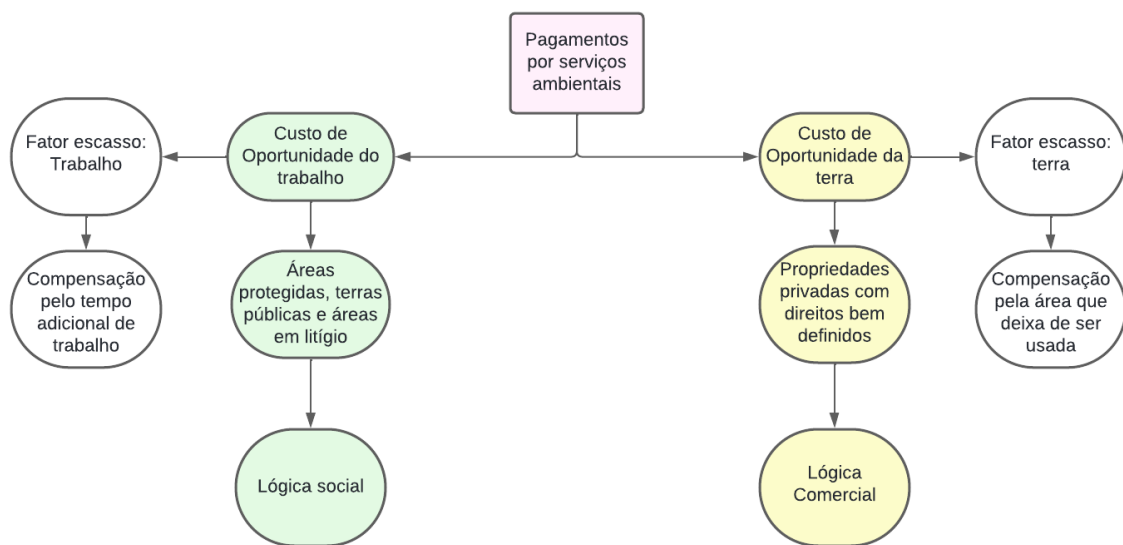 Pagamentos
por serviços
ambientais
Fator escasso:
Trabalho
Custo de
Oportunidade do
trabalho
Custo de
Oportunidade da
terra
Fator escasso:
terra
Compensação
pelo tempo
adicional de
trabalho
Áreas
protegidas, terras
públicas e áreas
em litígio
Propriedades
privadas com
direitos bem
definidos
Compensação
pela área que
deixa de ser
usada
Lógica social
Lógica
Comercial